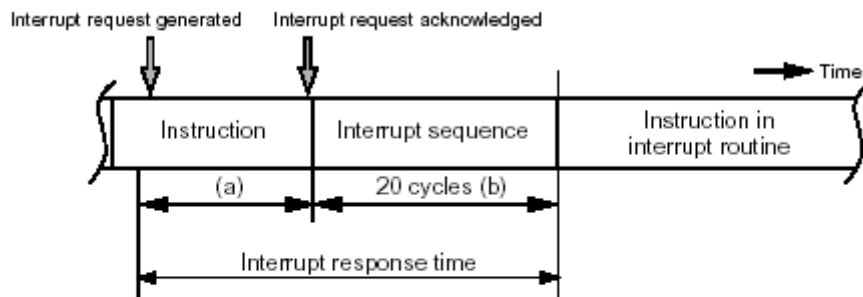 Interrupt request generated
Interrupt request acknowledged
Time
Instruction
Interrupt sequence
Instruction in
interrupt routine
(a)
20 cycles (b)
Interrupt response time